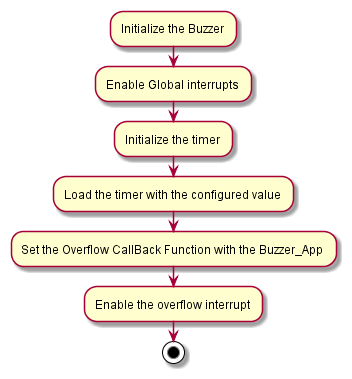 Initialize the Buzzer
Enable Global interrupts
Initialize the timer
Load the timer with the configured value
Set the Overflow CallBack Function with the Buzzer_App
Enable the overflow interrupt